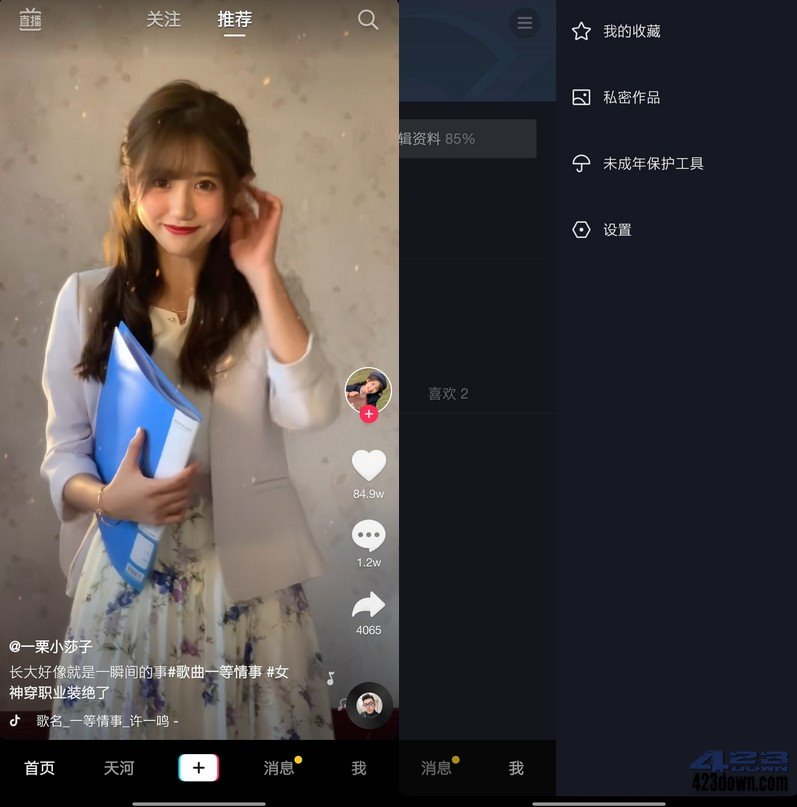 直播
关注
推荐
84.9w
1.2w
4065
@一栗小莎子
长大好像就是一瞬间的事#歌曲一等情事 #女
神穿职业装绝了
歌名_一等情事_许一鸣 -
首页
天河
消息
我
辑资料 85%
喜欢 2
消息
我
我的收藏
私密作品
未成年保护工具
设置
423
DOWN
423down.com